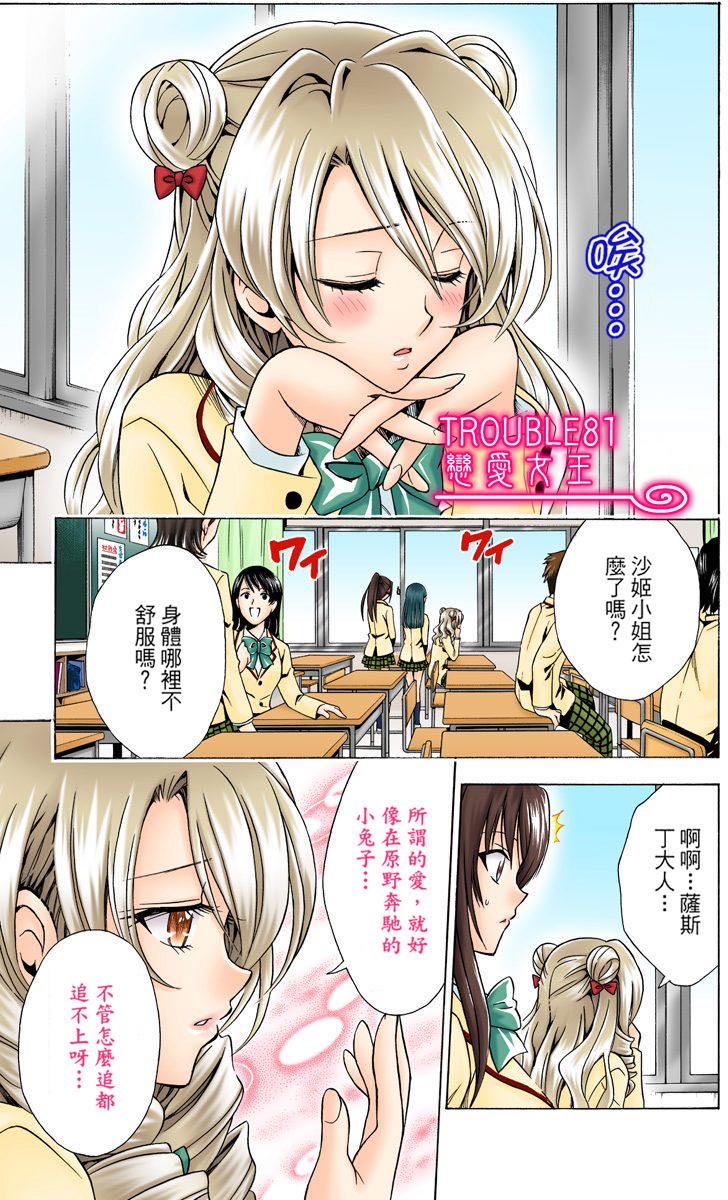 唉…
TROUBLE81
戀愛女王
沙姬小姐怎
麼了嗎？
ワイ
ワイ
身體哪裡不
舒服嗎？
啊啊…薩斯
丁大人…
所謂的愛，就好
像在原野奔馳的
小兔子…
不管怎麼追都
追不上呀…